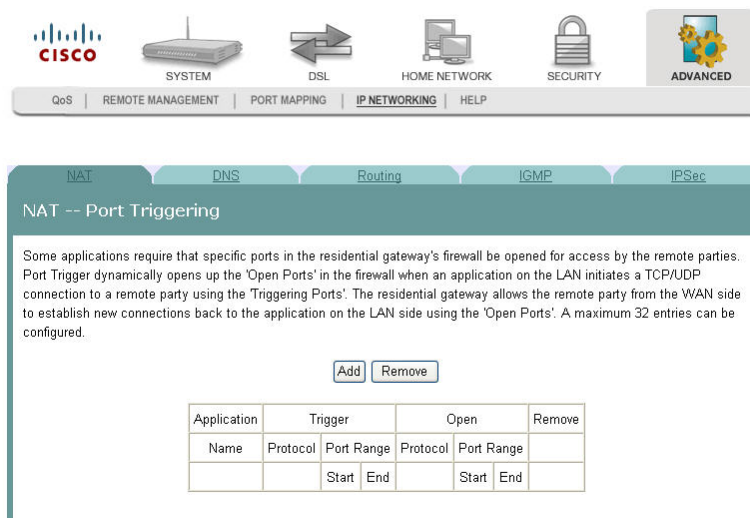 CISCO
SYSTEM DSL HOME NETWORK SECURITY ADVANCED
QoS | REMOTE MANAGEMENT | PORT MAPPING | IP NETWORKING | HELP
NAT DNS Routing IGMP IPSec
NAT -- Port Triggering
Some applications require that specific ports in the residential gateway's firewall be opened for access by the remote parties.
Port Trigger dynamically opens up the 'Open Ports' in the firewall when an application on the LAN initiates a TCP/UDP
connection to a remote party using the 'Triggering Ports'. The residential gateway allows the remote party from the WAN side
to establish new connections back to the application on the LAN side using the 'Open Ports'. A maximum 32 entries can be
configured.
Add Remove
Application Trigger Open Remove
Name Protocol Port Range Protocol Port Range
Start End Start End